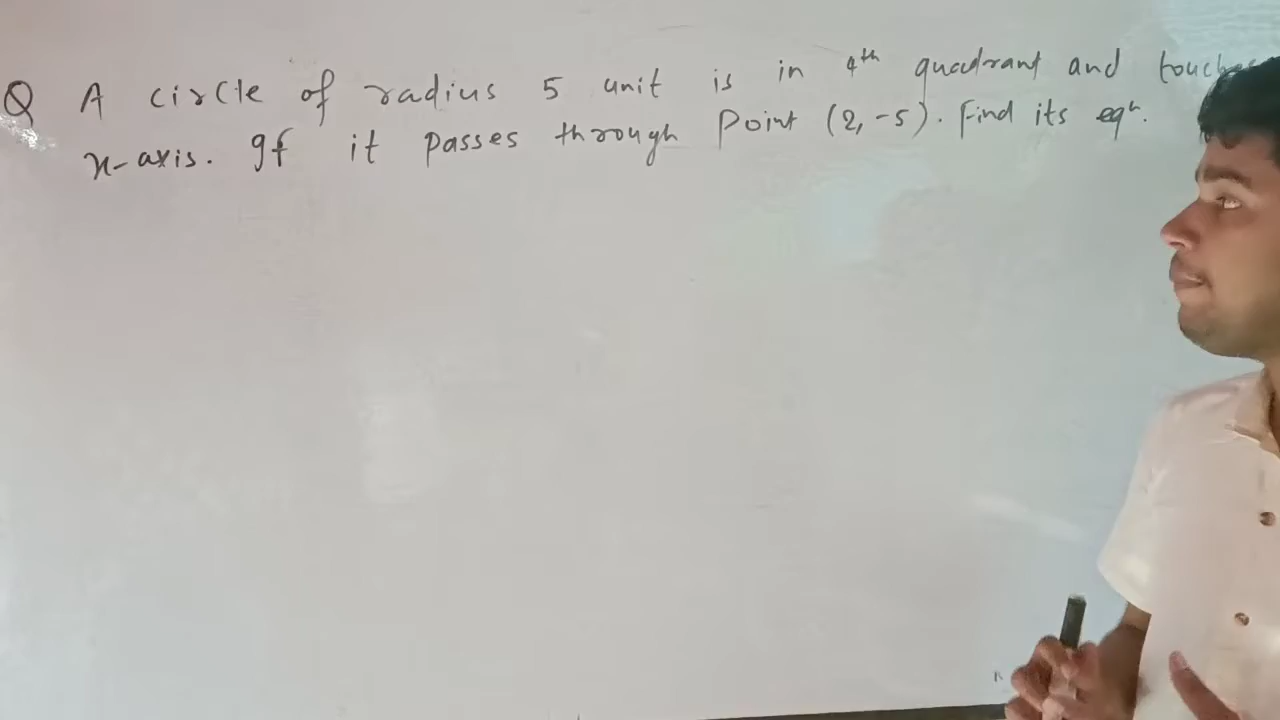 Q A circle of radius 5 unit is in 4th quadrant and touches
x-axis. If it passes through point (2,-5). Find its eqn.